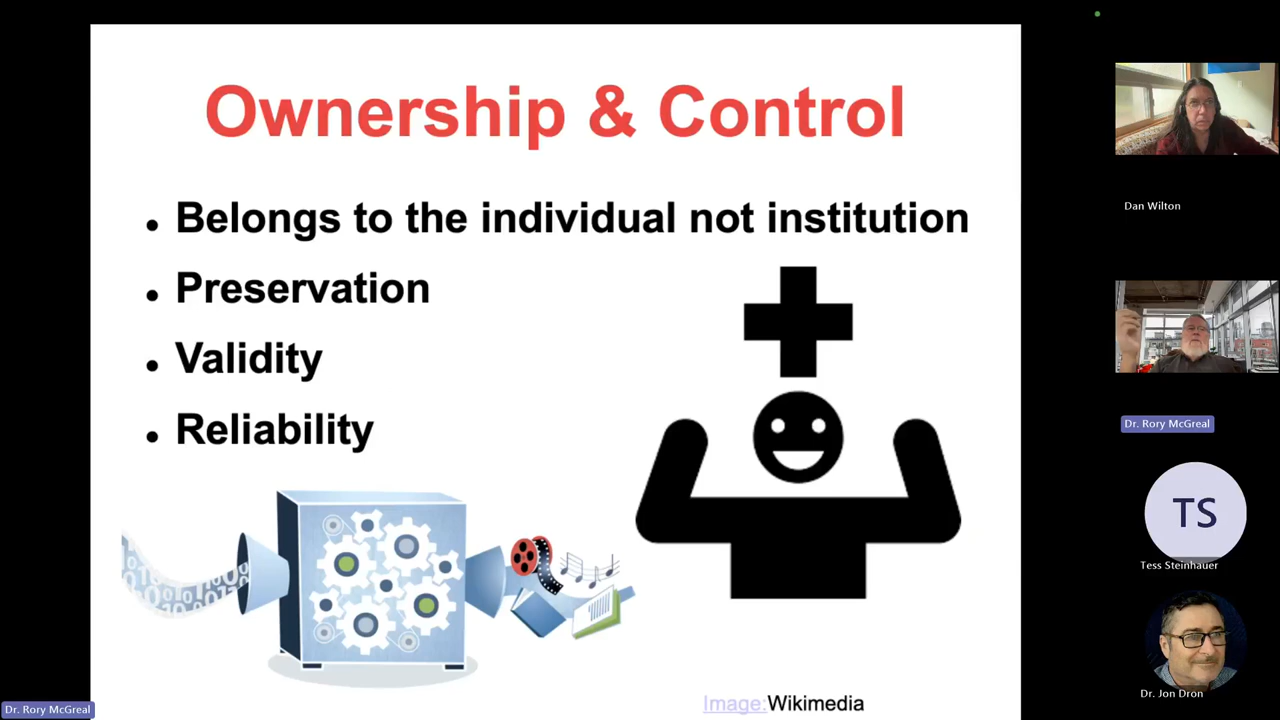 Ownership & Control
Belongs to the individual not institution
Preservation
Validity
Reliability
Image:Wikimedia
Dan Wilton
Dr. Rory McGreal
TS
Tess Steinhauer
Dr. Jon Dron
Dr. Rory McGreal